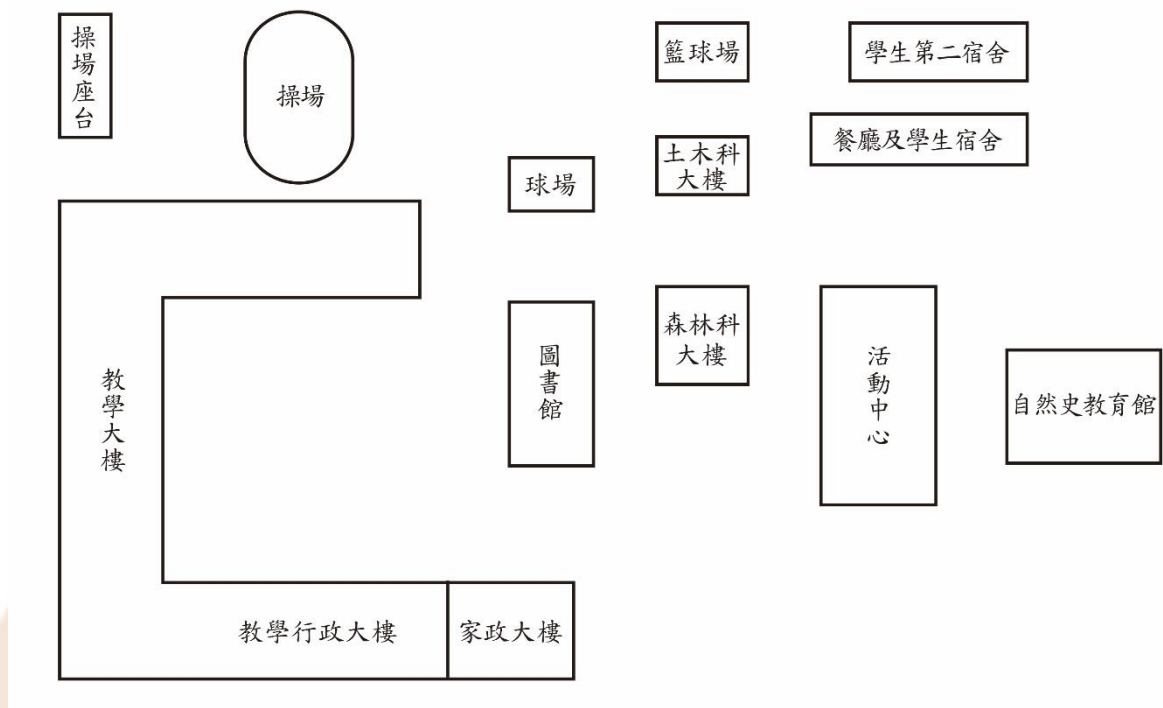 操場座台
操場
籃球場
學生第二宿舍
餐廳及學生宿舍
土木科
大樓
球場
森林科
大樓
圖書館
活動中心
自然史教育館
教學大樓
教學行政大樓
家政大樓